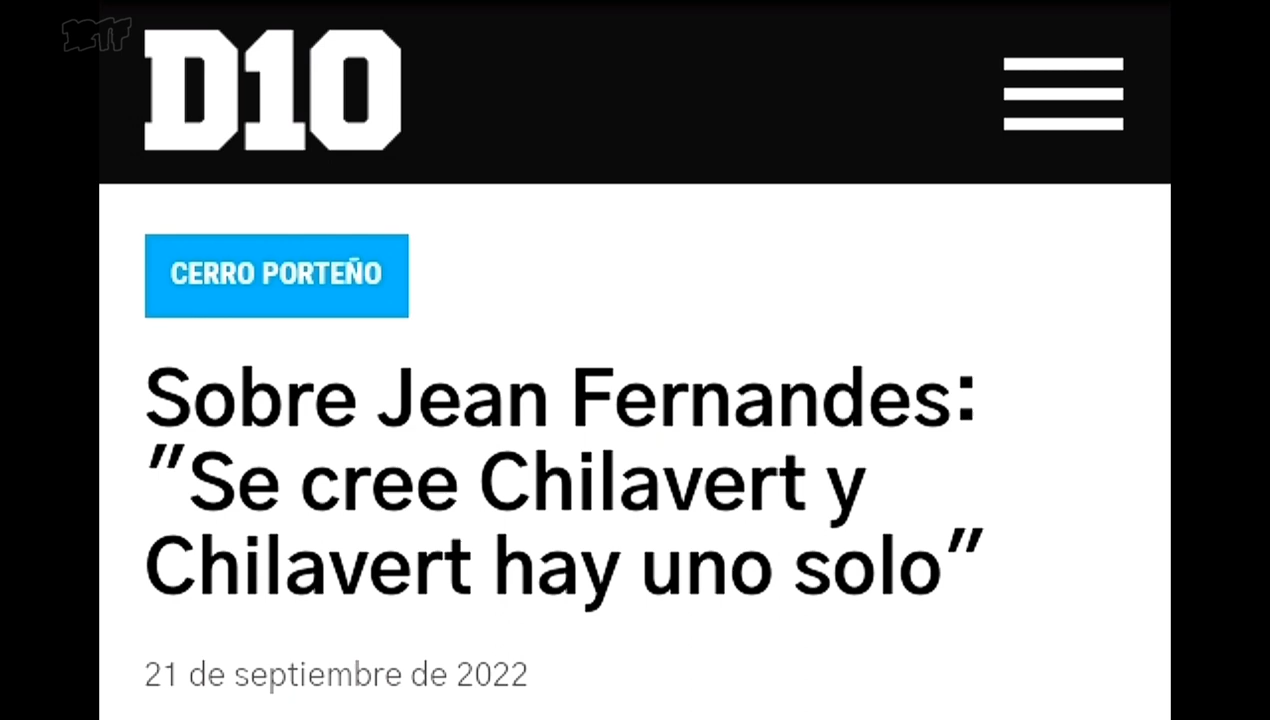 D10
CERRO PORTEÑO
Sobre Jean Fernandes:
"Se cree Chilavert y
Chilavert hay uno solo"
21 de septiembre de 2022